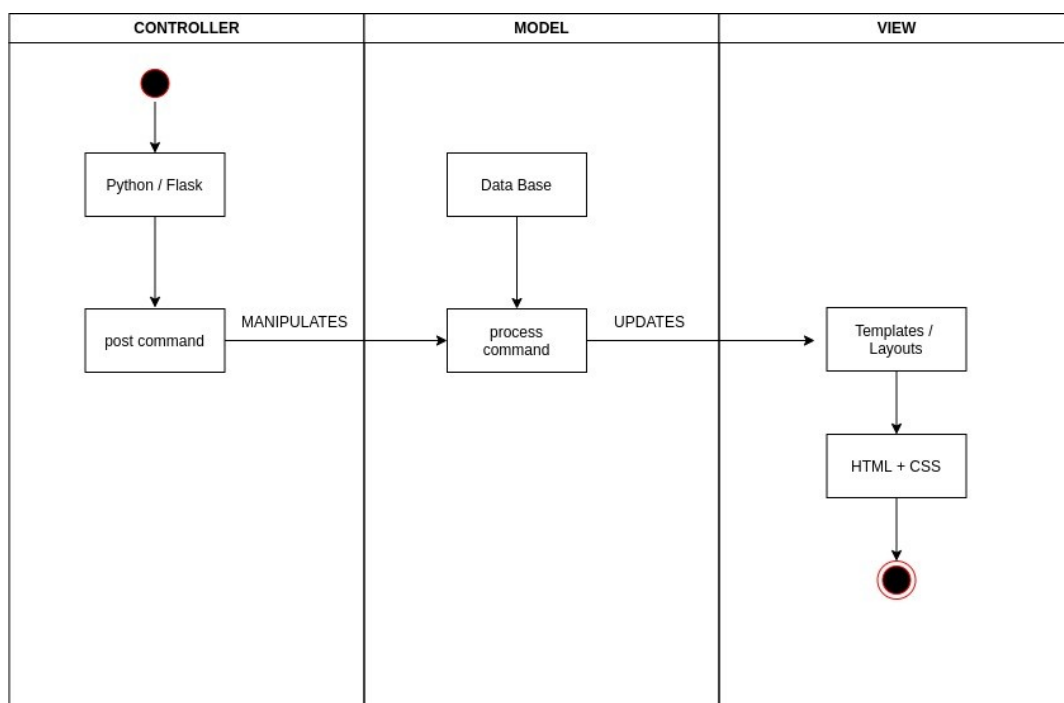 CONTROLLER
MODEL
VIEW
Python / Flask
Data Base
post command
MANIPULATES
process
command
UPDATES
Templates /
Layouts
HTML + CSS